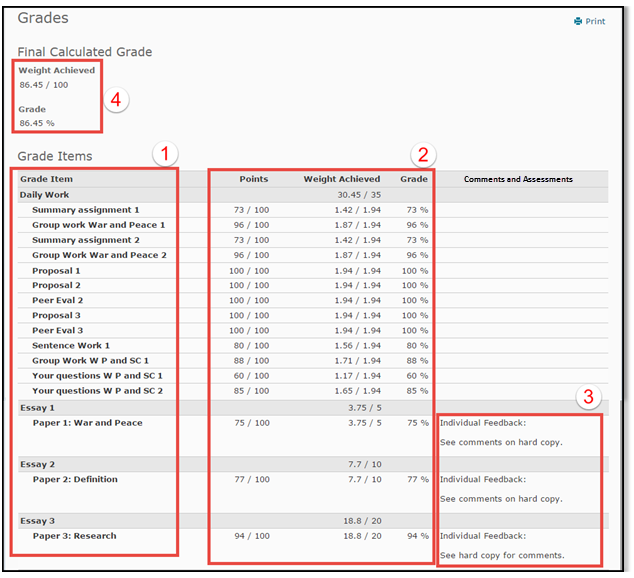 Grades
Print
Final Calculated Grade
Weight Achieved
86.45 / 100
4
Grade
86.45 %
Grade Items
1
2
Grade Item Points Weight Achieved Grade Comments and Assessments
Daily Work 30.45 / 35
Summary assignment 1 73 / 100 1.42 / 1.94 73 %
Group work War and Peace 1 96 / 100 1.87 / 1.94 96 %
Summary assignment 2 73 / 100 1.42 / 1.94 73 %
Group Work War and Peace 2 96 / 100 1.87 / 1.94 96 %
Proposal 1 100 / 100 1.94 / 1.94 100 %
Proposal 2 100 / 100 1.94 / 1.94 100 %
Peer Eval 2 100 / 100 1.94 / 1.94 100 %
Proposal 3 100 / 100 1.94 / 1.94 100 %
Peer Eval 3 100 / 100 1.94 / 1.94 100 %
Sentence Work 1 80 / 100 1.56 / 1.94 80 %
Group Work W P and SC 1 88 / 100 1.71 / 1.94 88 %
Your questions W P and SC 1 60 / 100 1.17 / 1.94 60 %
Your questions W P and SC 2 85 / 100 1.65 / 1.94 85 %
3
Essay 1 3.75 / 5
Paper 1: War and Peace 75 / 100 3.75 / 5 75 % Individual Feedback:
See comments on hard copy.
Essay 2 7.7 / 10
Paper 2: Definition 77 / 100 7.7 / 10 77 % Individual Feedback:
See comments on hard copy.
Essay 3 18.8 / 20
Paper 3: Research 94 / 100 18.8 / 20 94 % Individual Feedback:
See hard copy for comments.